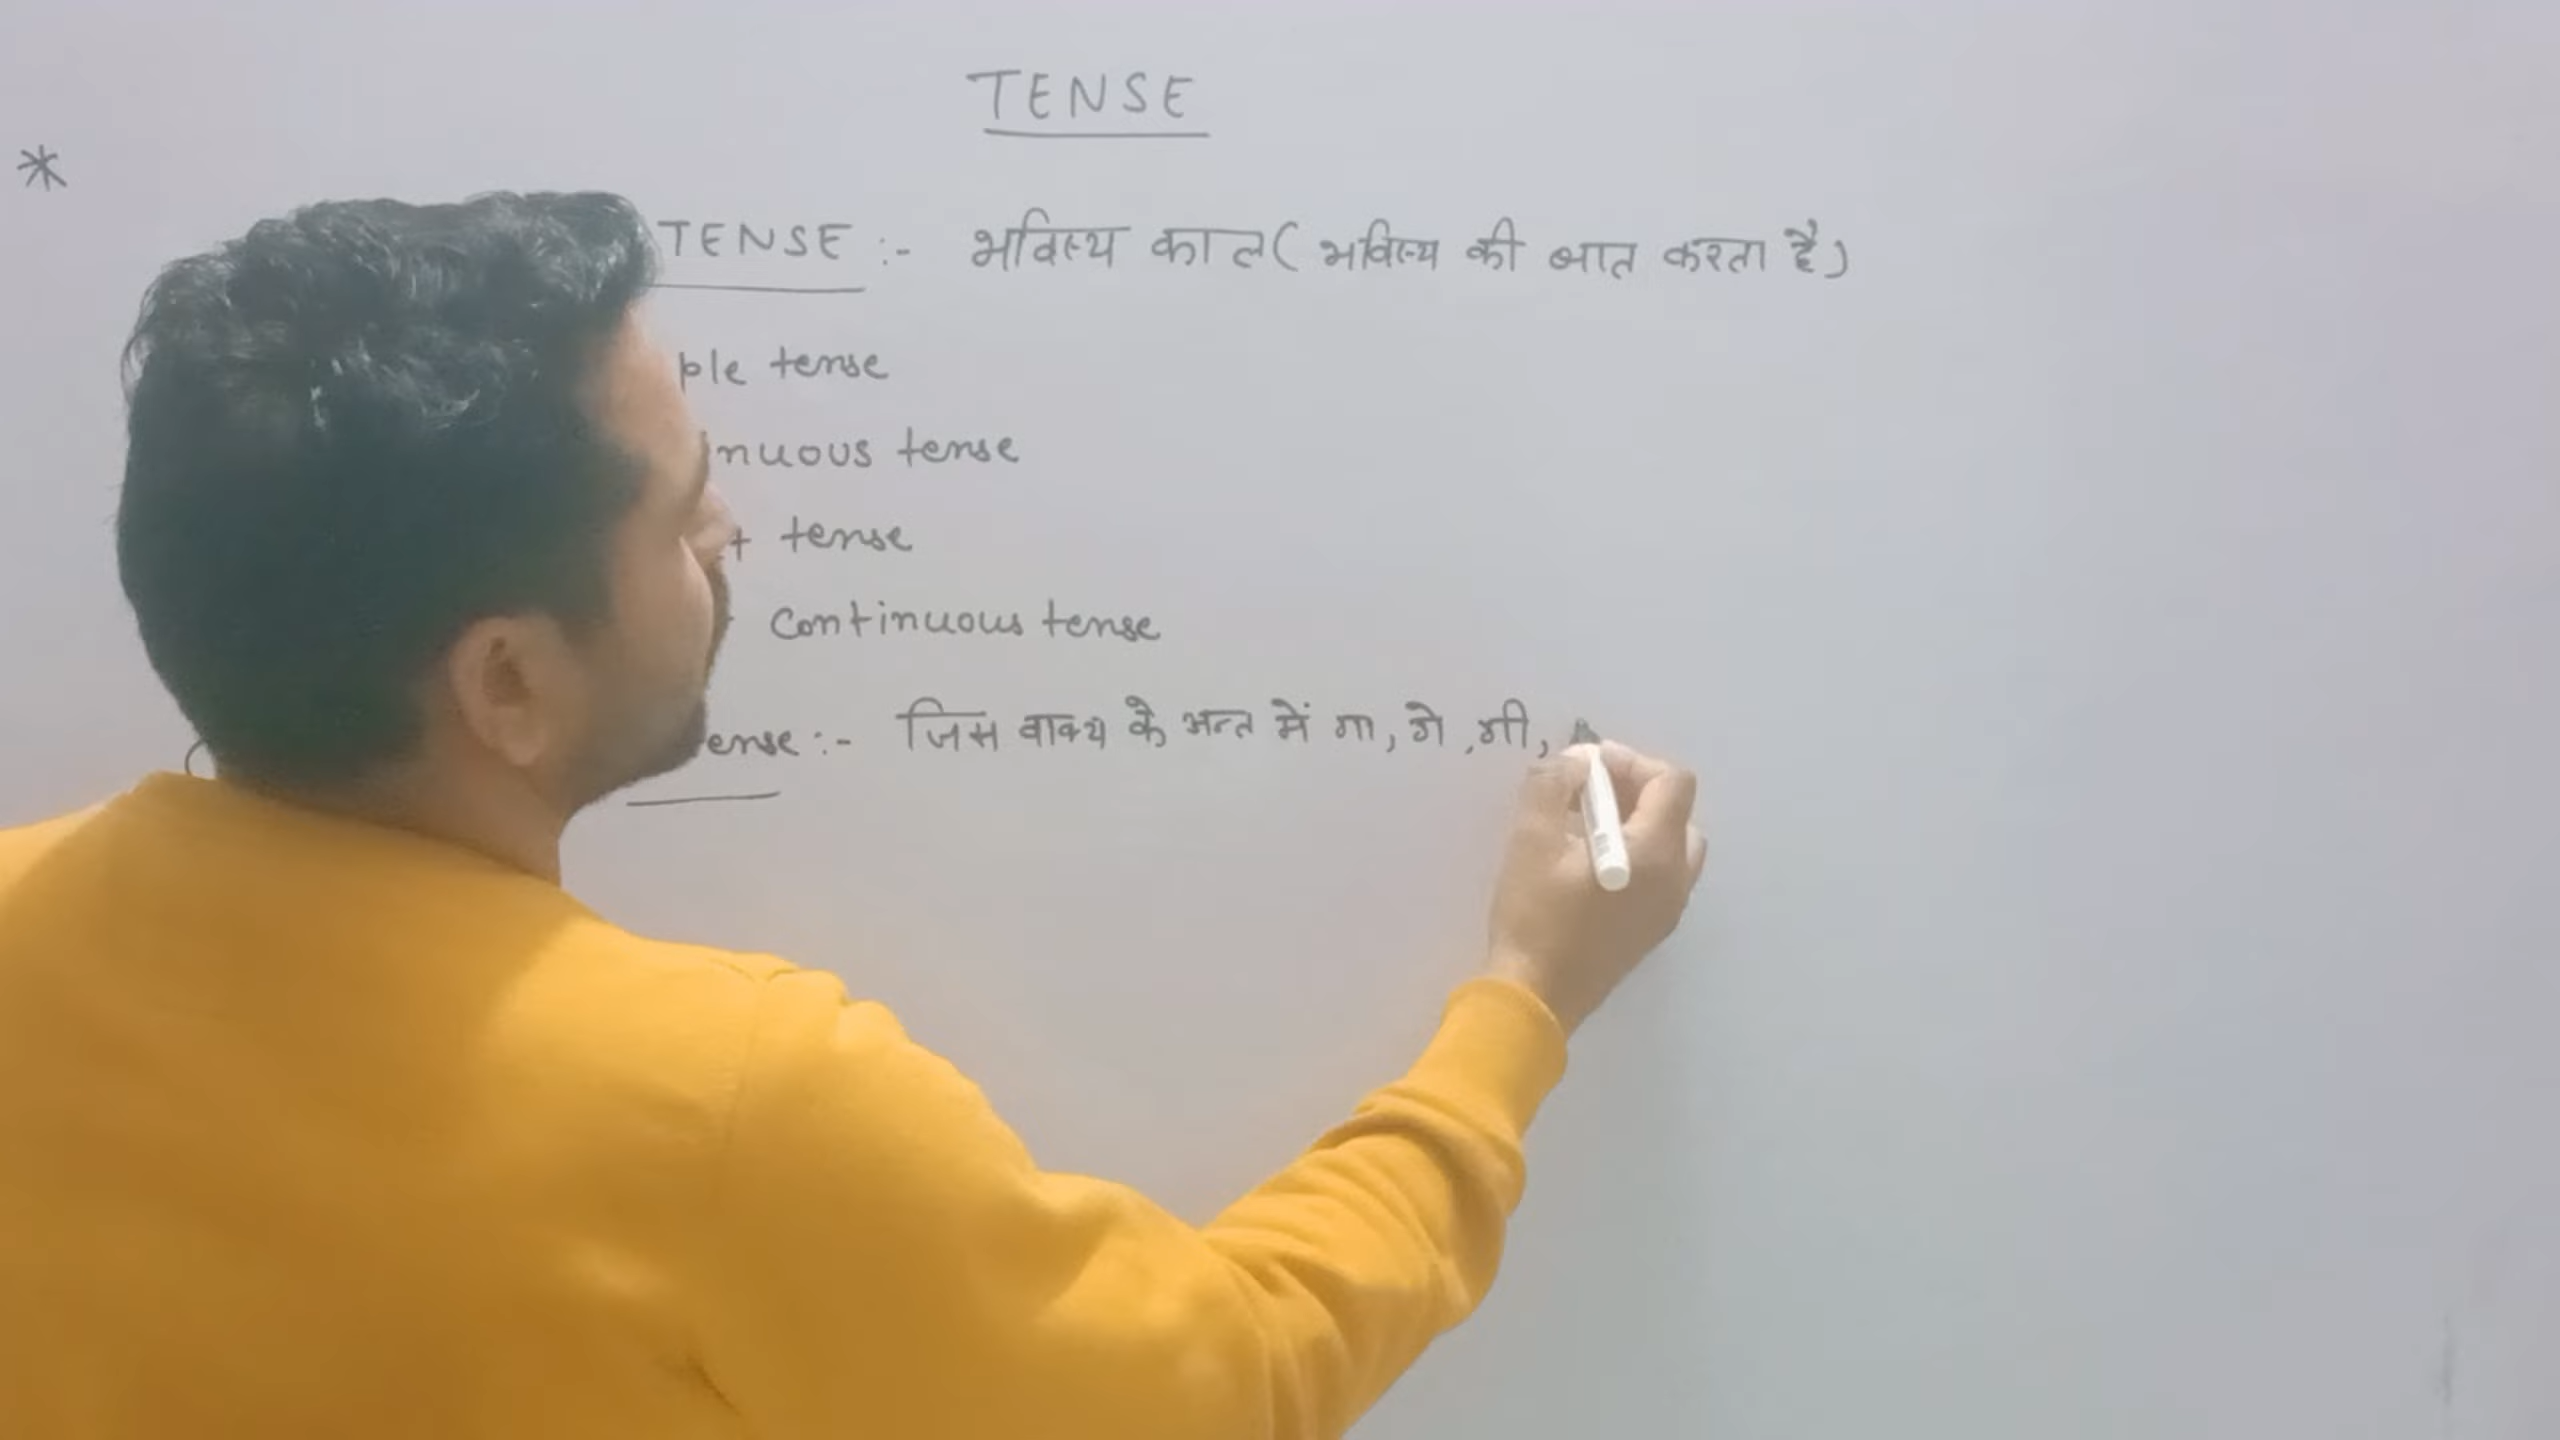 TENSE
*
TENSE :- भविस्य काल ( भविस्य की बात करता है )
ple tense
nuous tense
t tense
continuous tense
ense :- जिस वाक्य के अन्त में गा, गे, गी,